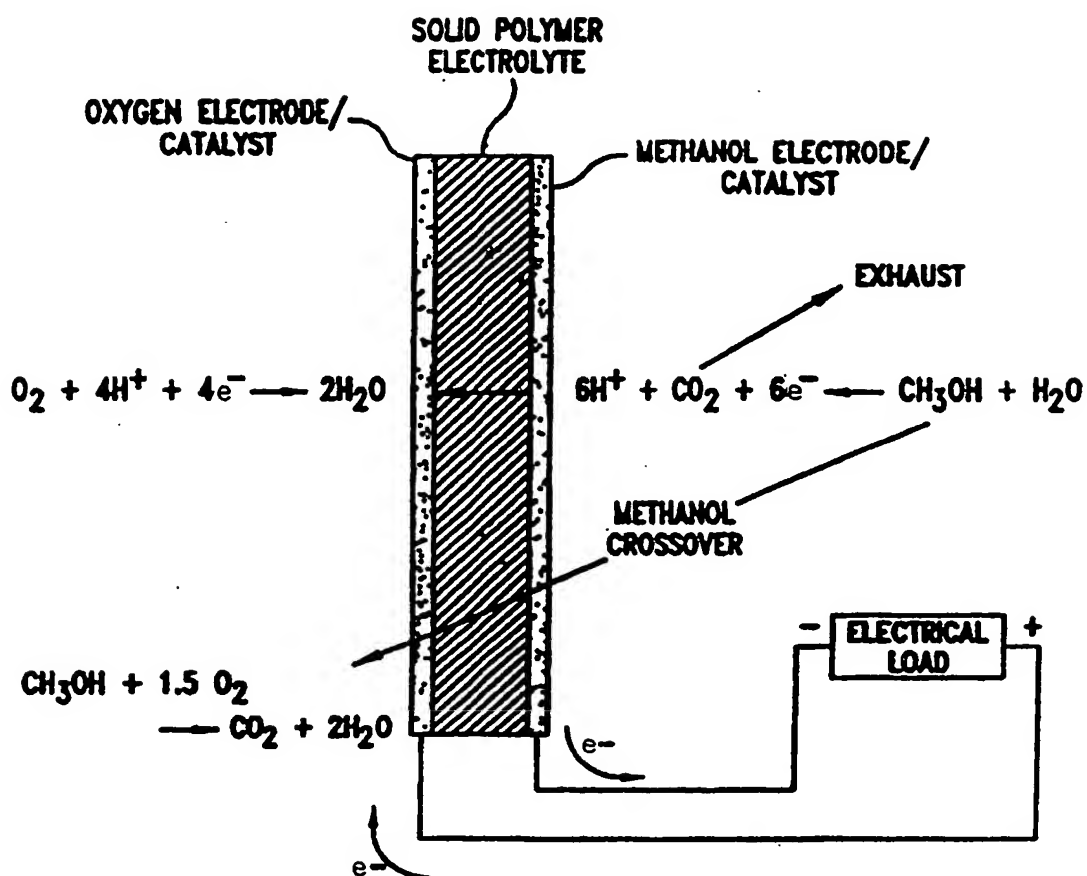 SOLID POLYMER
ELECTROLYTE
OXYGEN ELECTRODE/
CATALYST
METHANOL ELECTRODE/
CATALYST
EXHAUST
O₂ + 4H⁺ + 4e⁻ → 2H₂O
6H⁺ + CO₂ + 6e⁻ ← CH₃OH + H₂O
METHANOL
CROSSOVER
- ELECTRICAL +
LOAD
CH₃OH + 1.5 O₂
→ CO₂ + 2H₂O
e-
e-